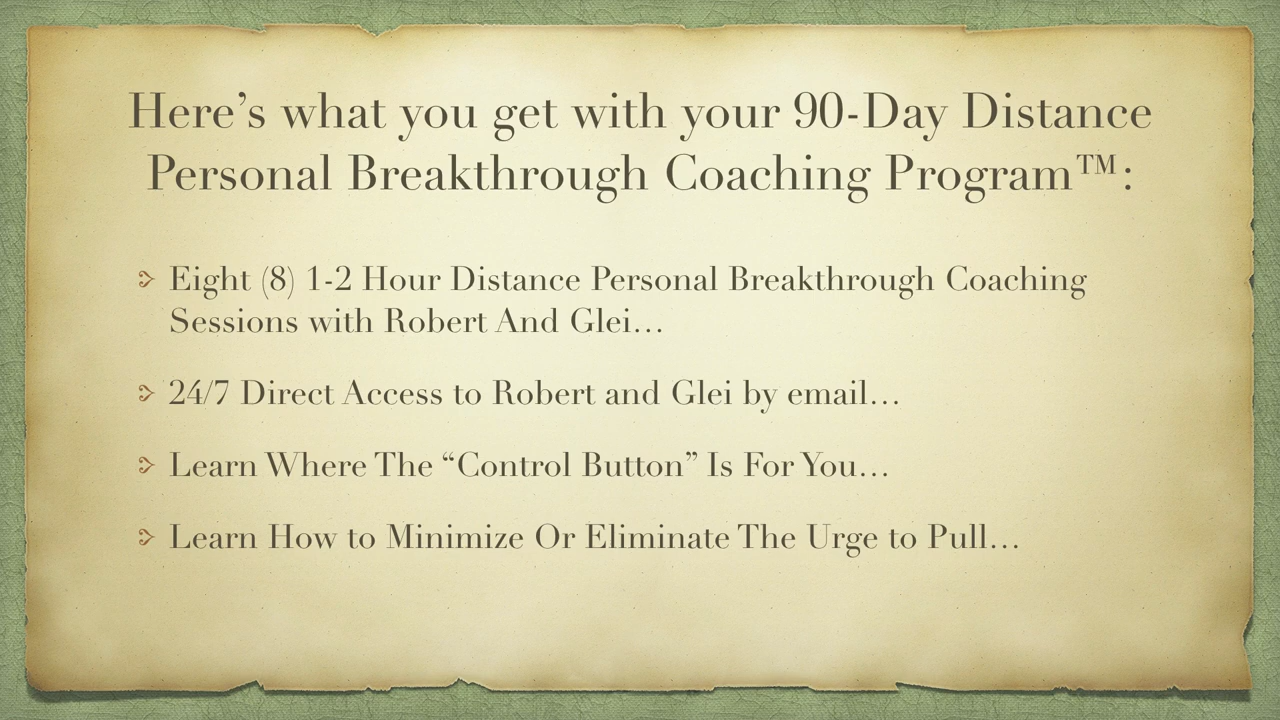 Here’s what you get with your 90-Day Distance
Personal Breakthrough Coaching Program™:
Eight (8) 1-2 Hour Distance Personal Breakthrough Coaching
Sessions with Robert And Glei…
24/7 Direct Access to Robert and Glei by email…
Learn Where The “Control Button” Is For You…
Learn How to Minimize Or Eliminate The Urge to Pull…